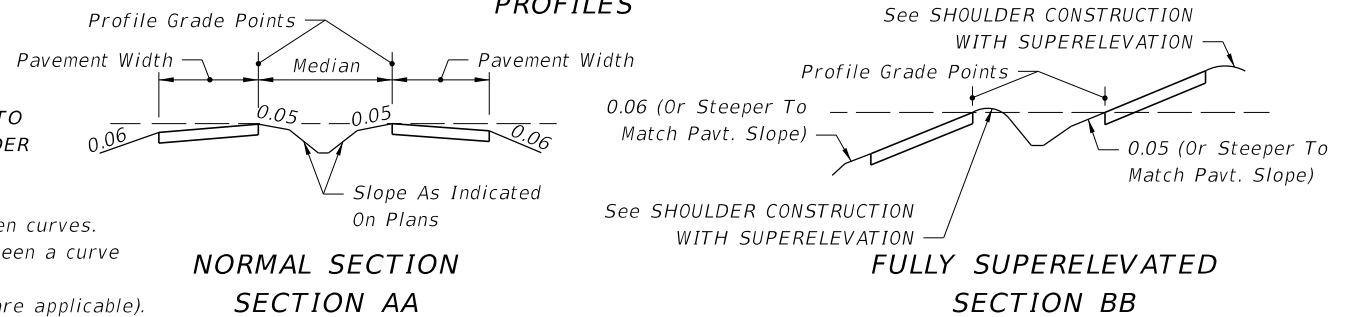 PROFILES
Profile Grade Points
Pavement Width
Median
Pavement Width
TO
0.06
0.05
0.05
0.06
Slope As Indicated
On Plans
en curves.
een a curve
are applicable).
NORMAL SECTION
SECTION AA
See SHOULDER CONSTRUCTION
WITH SUPERELEVATION
Profile Grade Points
0.06 (Or Steeper To
Match Pavt. Slope)
0.05 (Or Steeper To
Match Pavt. Slope)
See SHOULDER CONSTRUCTION
WITH SUPERELEVATION
FULLY SUPERELEVATED
SECTION BB